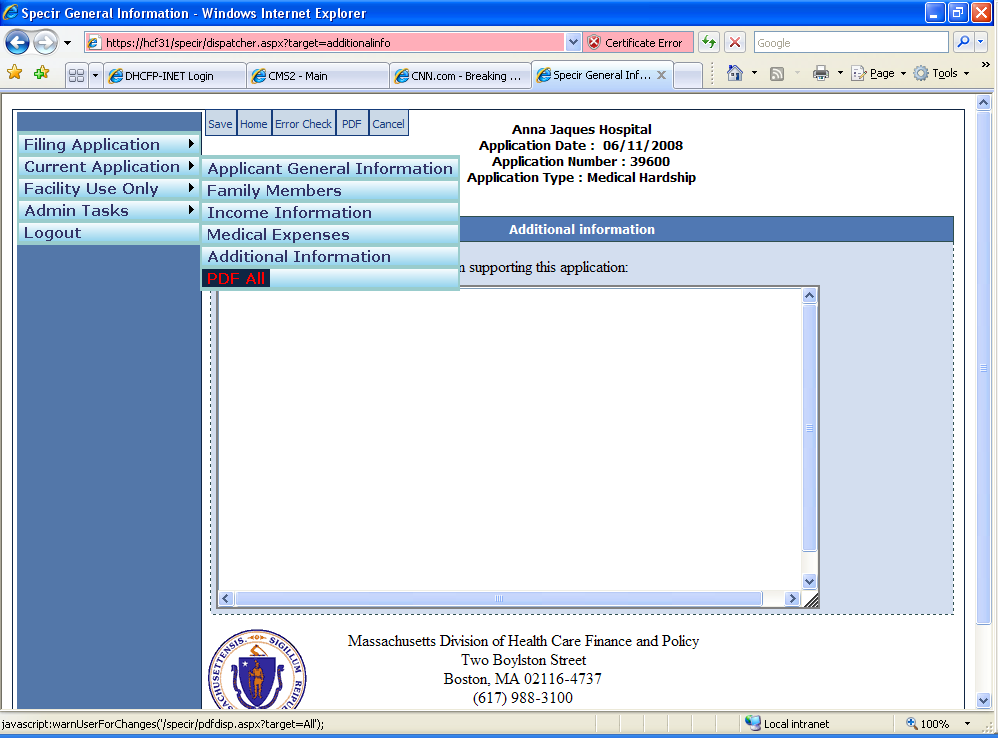 Specir General Information - Windows Internet Explorer
https://hcf31/specir/dispatcher.aspx?target=additionalinfo
Certificate Error
Google
DHCFP-INET Login
CMS2 - Main
CNN.com - Breaking ...
Specir General Inf...
Page
Tools
»
Save Home Error Check PDF Cancel
Anna Jaques Hospital
Application Date : 06/11/2008
Application Number : 39600
Application Type : Medical Hardship
Filing Application
Current Application
Facility Use Only
Admin Tasks
Logout
Applicant General Information
Family Members
Income Information
Medical Expenses
Additional Information
PDF All
Additional information
supporting this application:
Massachusetts Division of Health Care Finance and Policy
Two Boylston Street
Boston, MA 02116-4737
(617) 988-3100
javascript:warnUserForChanges('/specir/pdfdisp.aspx?target=All');
Local intranet
100%